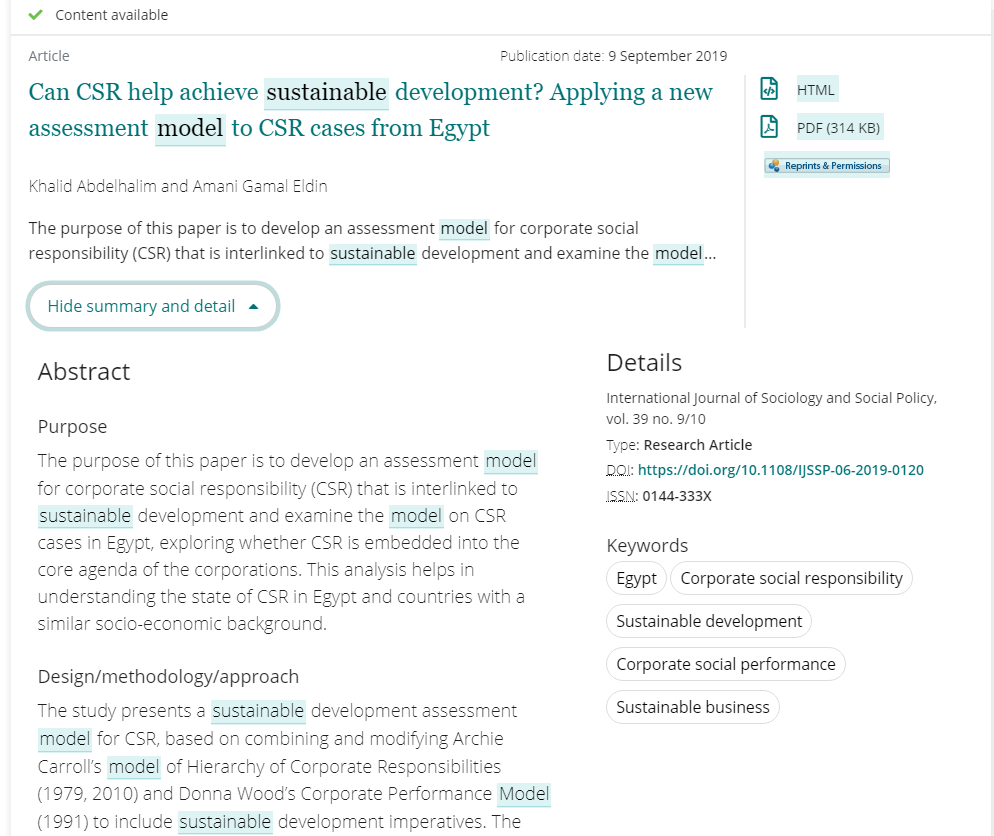 Content available
Article
Publication date: 9 September 2019
Can CSR help achieve sustainable development? Applying a new
assessment model to CSR cases from Egypt
HTML
PDF (314 KB)
Reprints & Permissions
Khalid Abdelhalim and Amani Gamal Eldin
The purpose of this paper is to develop an assessment model for corporate social
responsibility (CSR) that is interlinked to sustainable development and examine the model...
Hide summary and detail
Abstract
Purpose
The purpose of this paper is to develop an assessment model
for corporate social responsibility (CSR) that is interlinked to
sustainable development and examine the model on CSR
cases in Egypt, exploring whether CSR is embedded into the
core agenda of the corporations. This analysis helps in
understanding the state of CSR in Egypt and countries with a
similar socio-economic background.
Design/methodology/approach
The study presents a sustainable development assessment
model for CSR, based on combining and modifying Archie
Carroll’s model of Hierarchy of Corporate Responsibilities
(1979, 2010) and Donna Wood’s Corporate Performance Model
(1991) to include sustainable development imperatives. The
Details
International Journal of Sociology and Social Policy,
vol. 39 no. 9/10
Type: Research Article
DOI: https://doi.org/10.1108/IJSSP-06-2019-0120
ISSN: 0144-333X
Keywords
Egypt
Corporate social responsibility
Sustainable development
Corporate social performance
Sustainable business